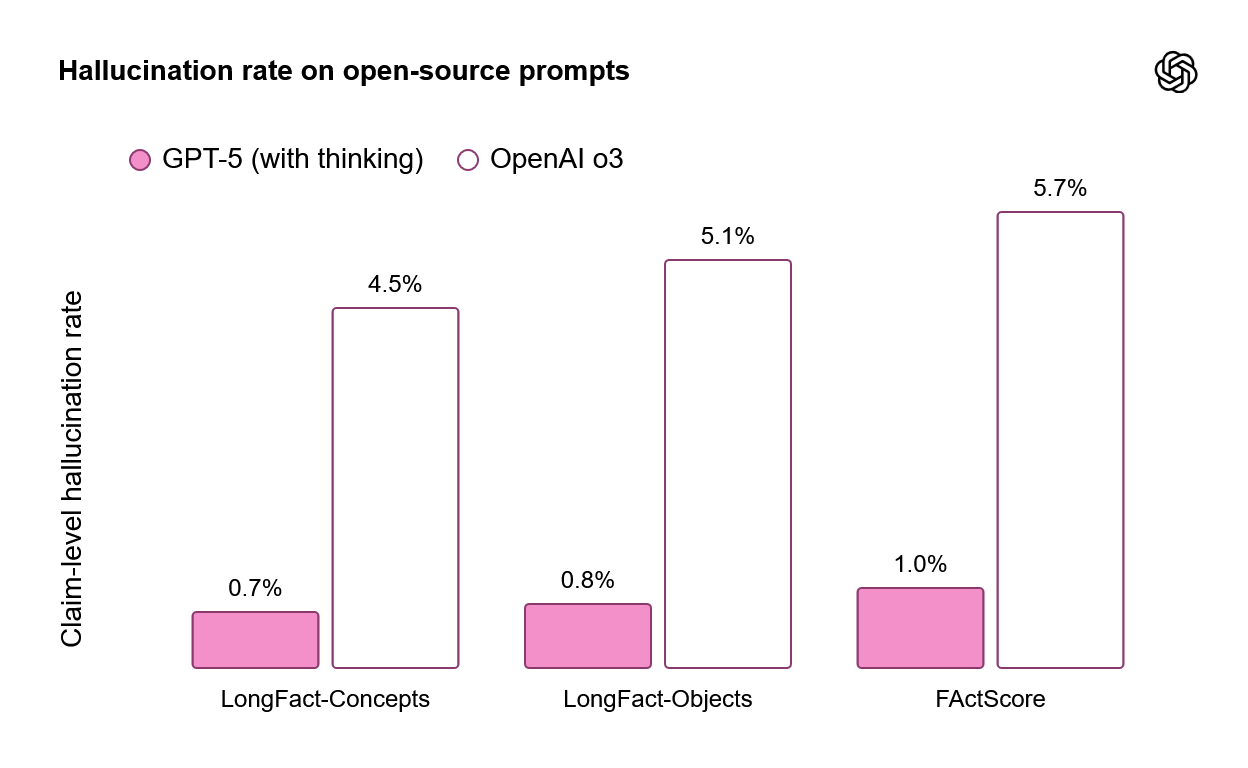 Hallucination rate on open-source prompts
GPT-5 (with thinking)
OpenAI o3
Claim-level hallucination rate
0.7%
4.5%
0.8%
5.1%
1.0%
5.7%
LongFact-Concepts
LongFact-Objects
FActScore